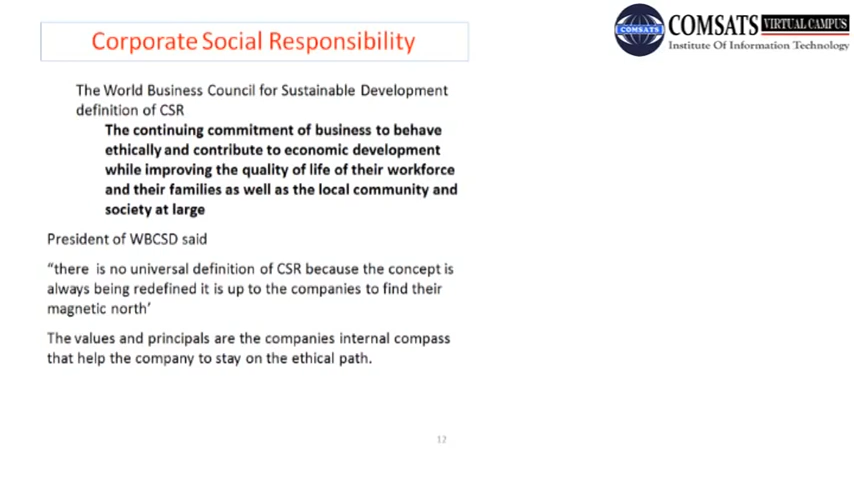 Corporate Social Responsibility
COMSATS
COMSATS VIRTUAL CAMPUS
Institute Of Information Technology
The World Business Council for Sustainable Development
definition of CSR
The continuing commitment of business to behave
ethically and contribute to economic development
while improving the quality of life of their workforce
and their families as well as the local community and
society at large
President of WBCSD said
“there is no universal definition of CSR because the concept is
always being redefined it is up to the companies to find their
magnetic north’
The values and principals are the companies internal compass
that help the company to stay on the ethical path.
12